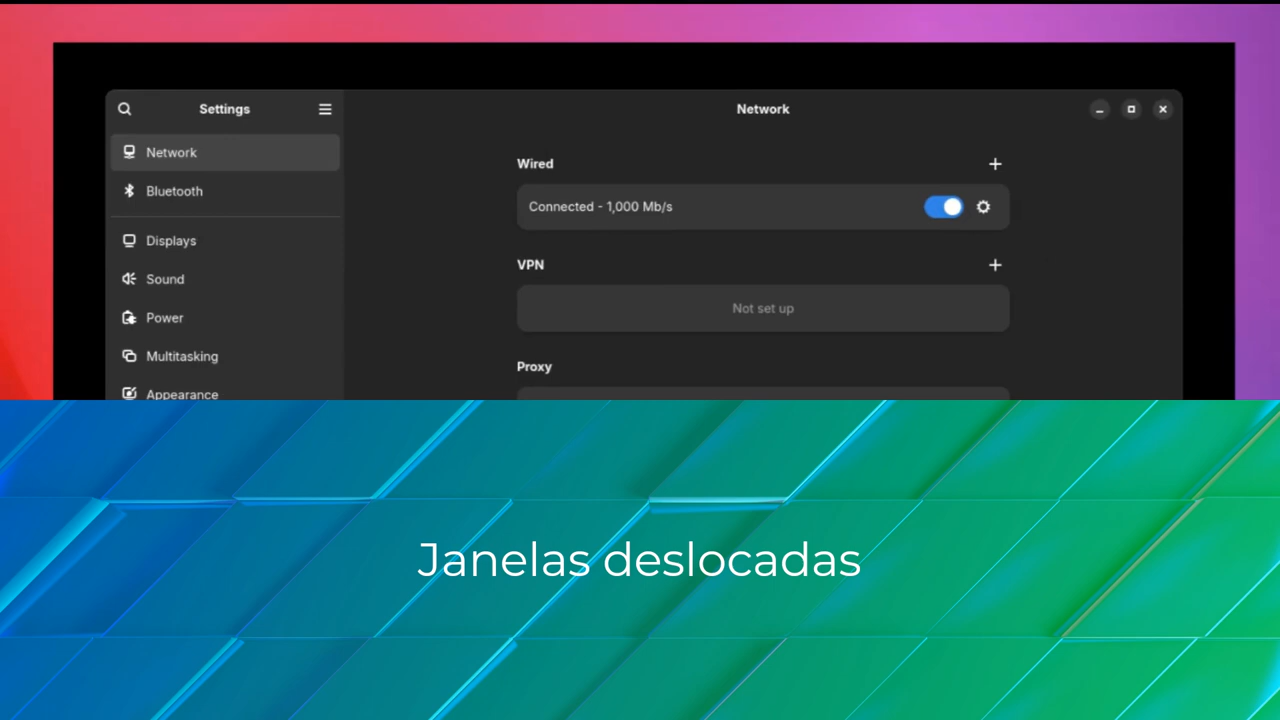 Settings
Network
Network
Bluetooth
Displays
Sound
Power
Multitasking
Appearance
Wired
Connected - 1,000 Mb/s
VPN
Not set up
Proxy
Janelas deslocadas